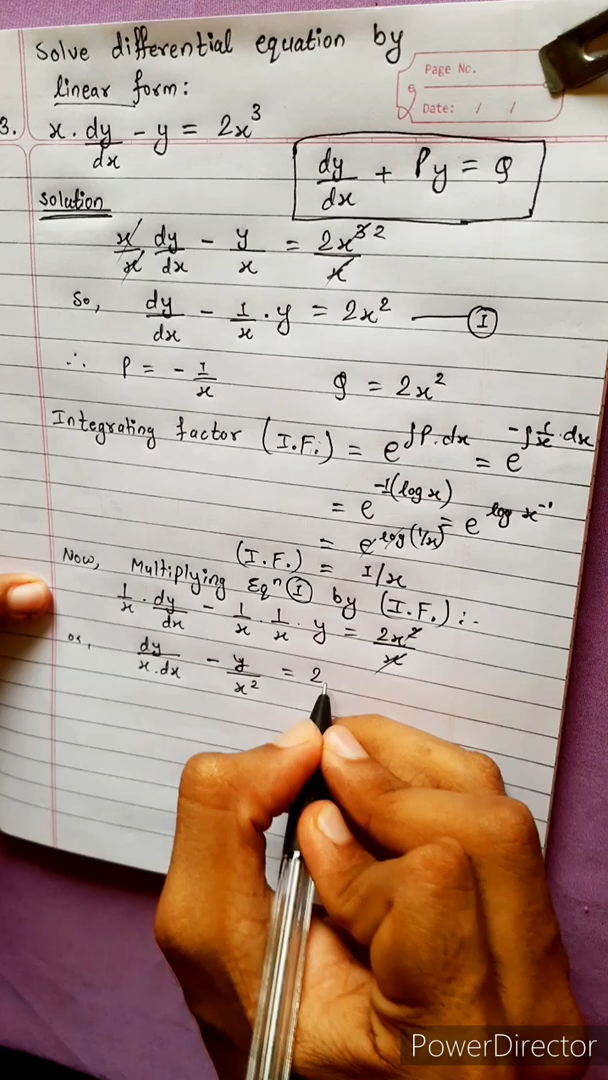 Solve differential equation by
linear form:
Page No.
Date: / /
3. x . dy/dx - y = 2x³
dy/dx + Py = Q
Solution
x/x dy/dx - y/x = 2x³ ² / x
So, dy/dx - 1/x . y = 2x² —— (I)
∴ P = - 1/x Q = 2x²
Integrating factor (I.F.) = e^∫P.dx = e^-∫1/x . dx
= e^-1(log x) = e^log x⁻¹
= e^log(1/x)
(I.F.) = 1/x
Now, Multiplying Eqⁿ (I) by (I.F.) :-
1/x . dy/dx - 1/x . 1/x . y = 2x²/x
or, dy/x.dx - y/x² = 2
PowerDirector